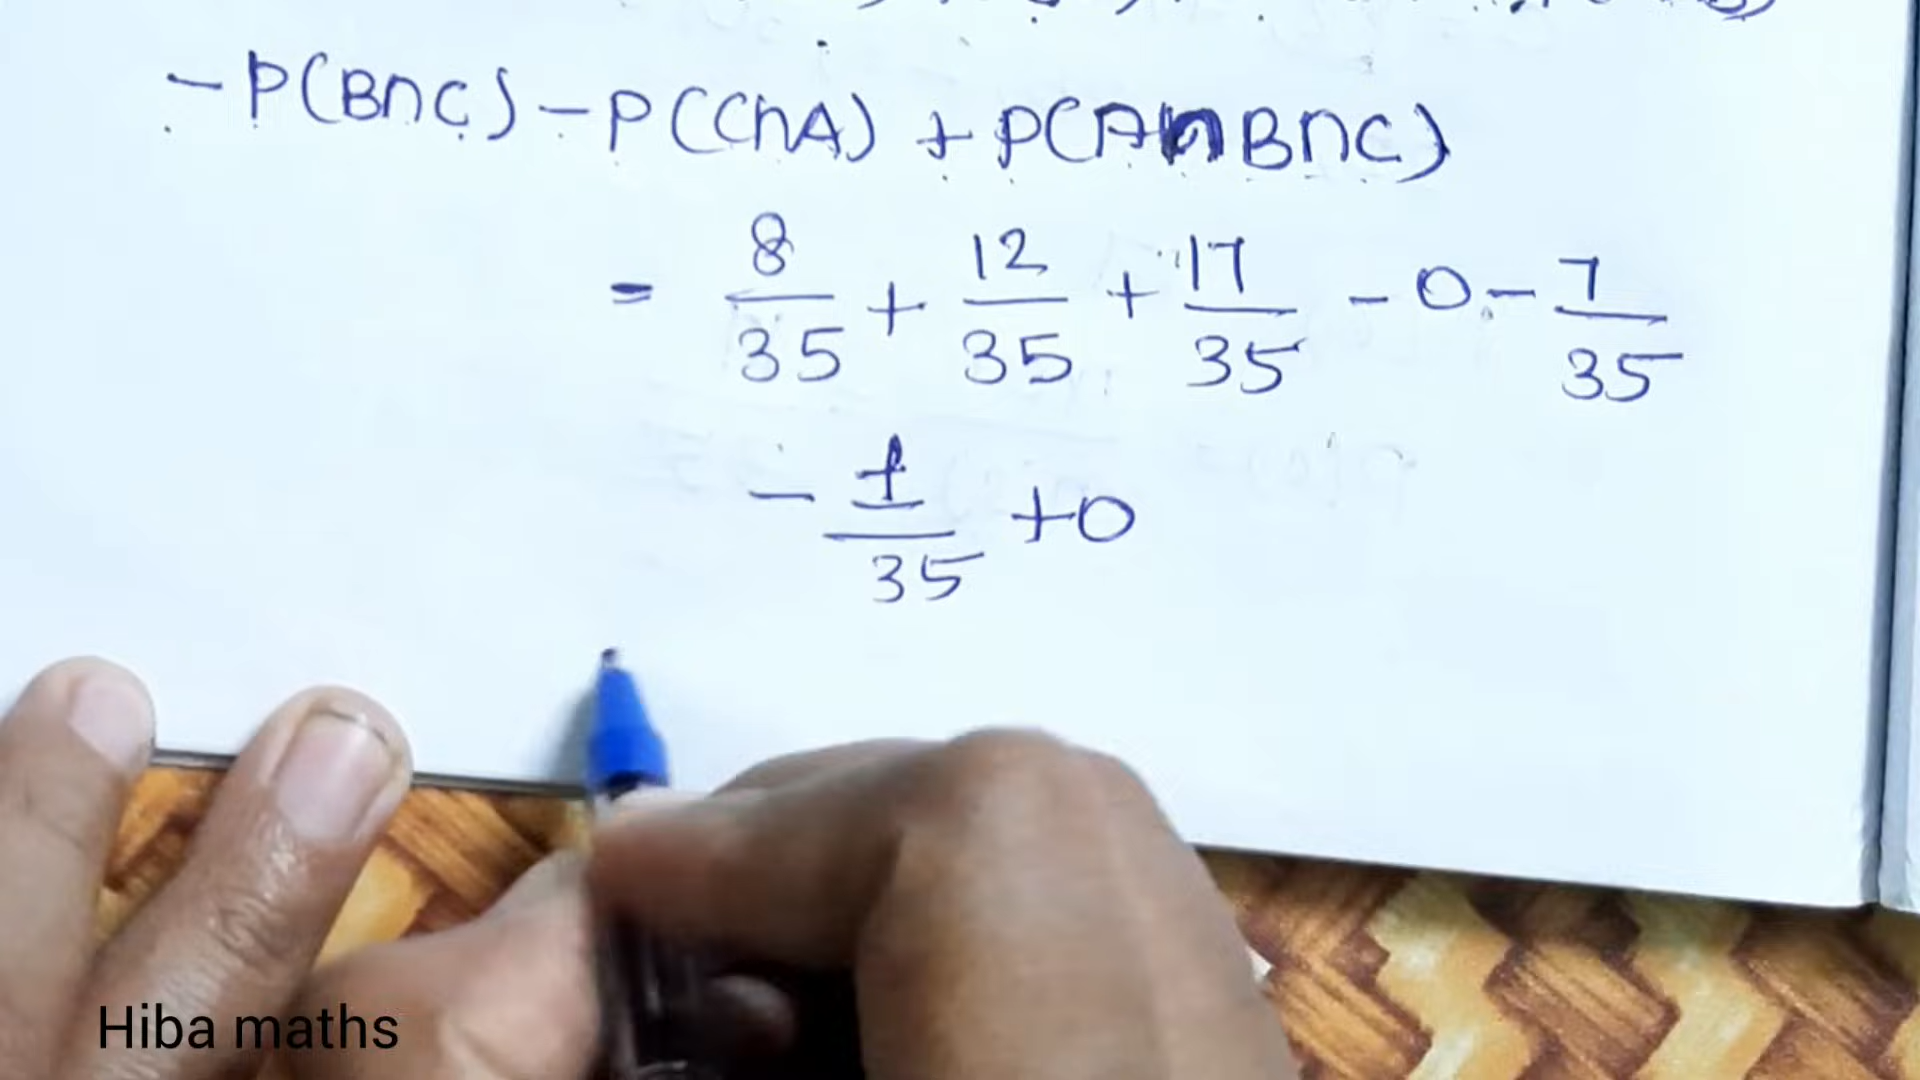 -P(B∩C) -P(C∩A) +P(A∩B∩C)
= 8/35 + 12/35 + 17/35 - 0 - 7/35
- 1/35 +0
Hiba maths